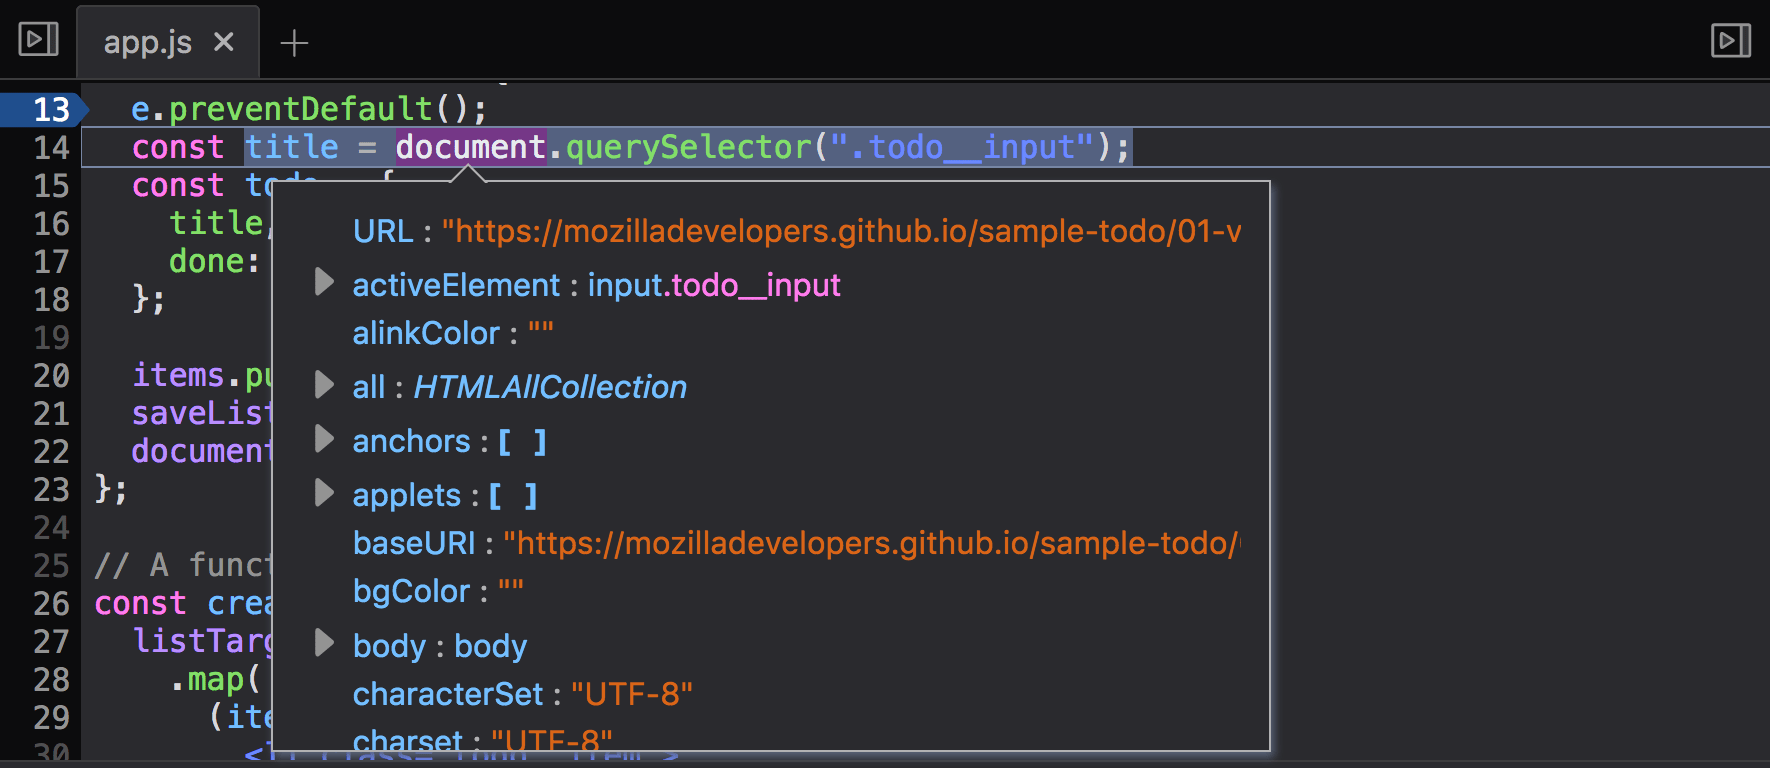 app.js
13 e.preventDefault();
14 const title = document.querySelector(".todo__input");
15 const todo {
16 title,
17 done:
18 };
19
20 items.pu
21 saveList
22 document
23 };
24
25 // A funct
26 const crea
27 listTarg
28 .map(
29 (ite
30
URL : "https://mozilladevelopers.github.io/sample-todo/01-v
activeElement : input.todo__input
alinkColor : ""
all : HTMLAllCollection
anchors : [ ]
applets : [ ]
baseURI : "https://mozilladevelopers.github.io/sample-todo/
bgColor : ""
body : body
characterSet : "UTF-8"
charset : "UTF-8"